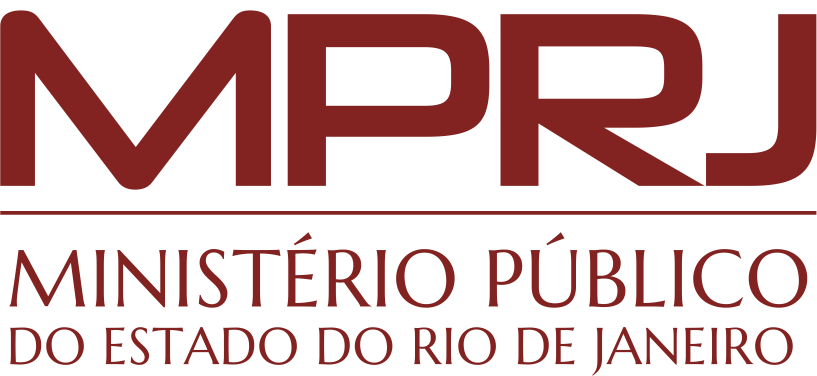 MPRJ
MINISTÉRIO PÚBLICO
DO ESTADO DO RIO DE JANEIRO